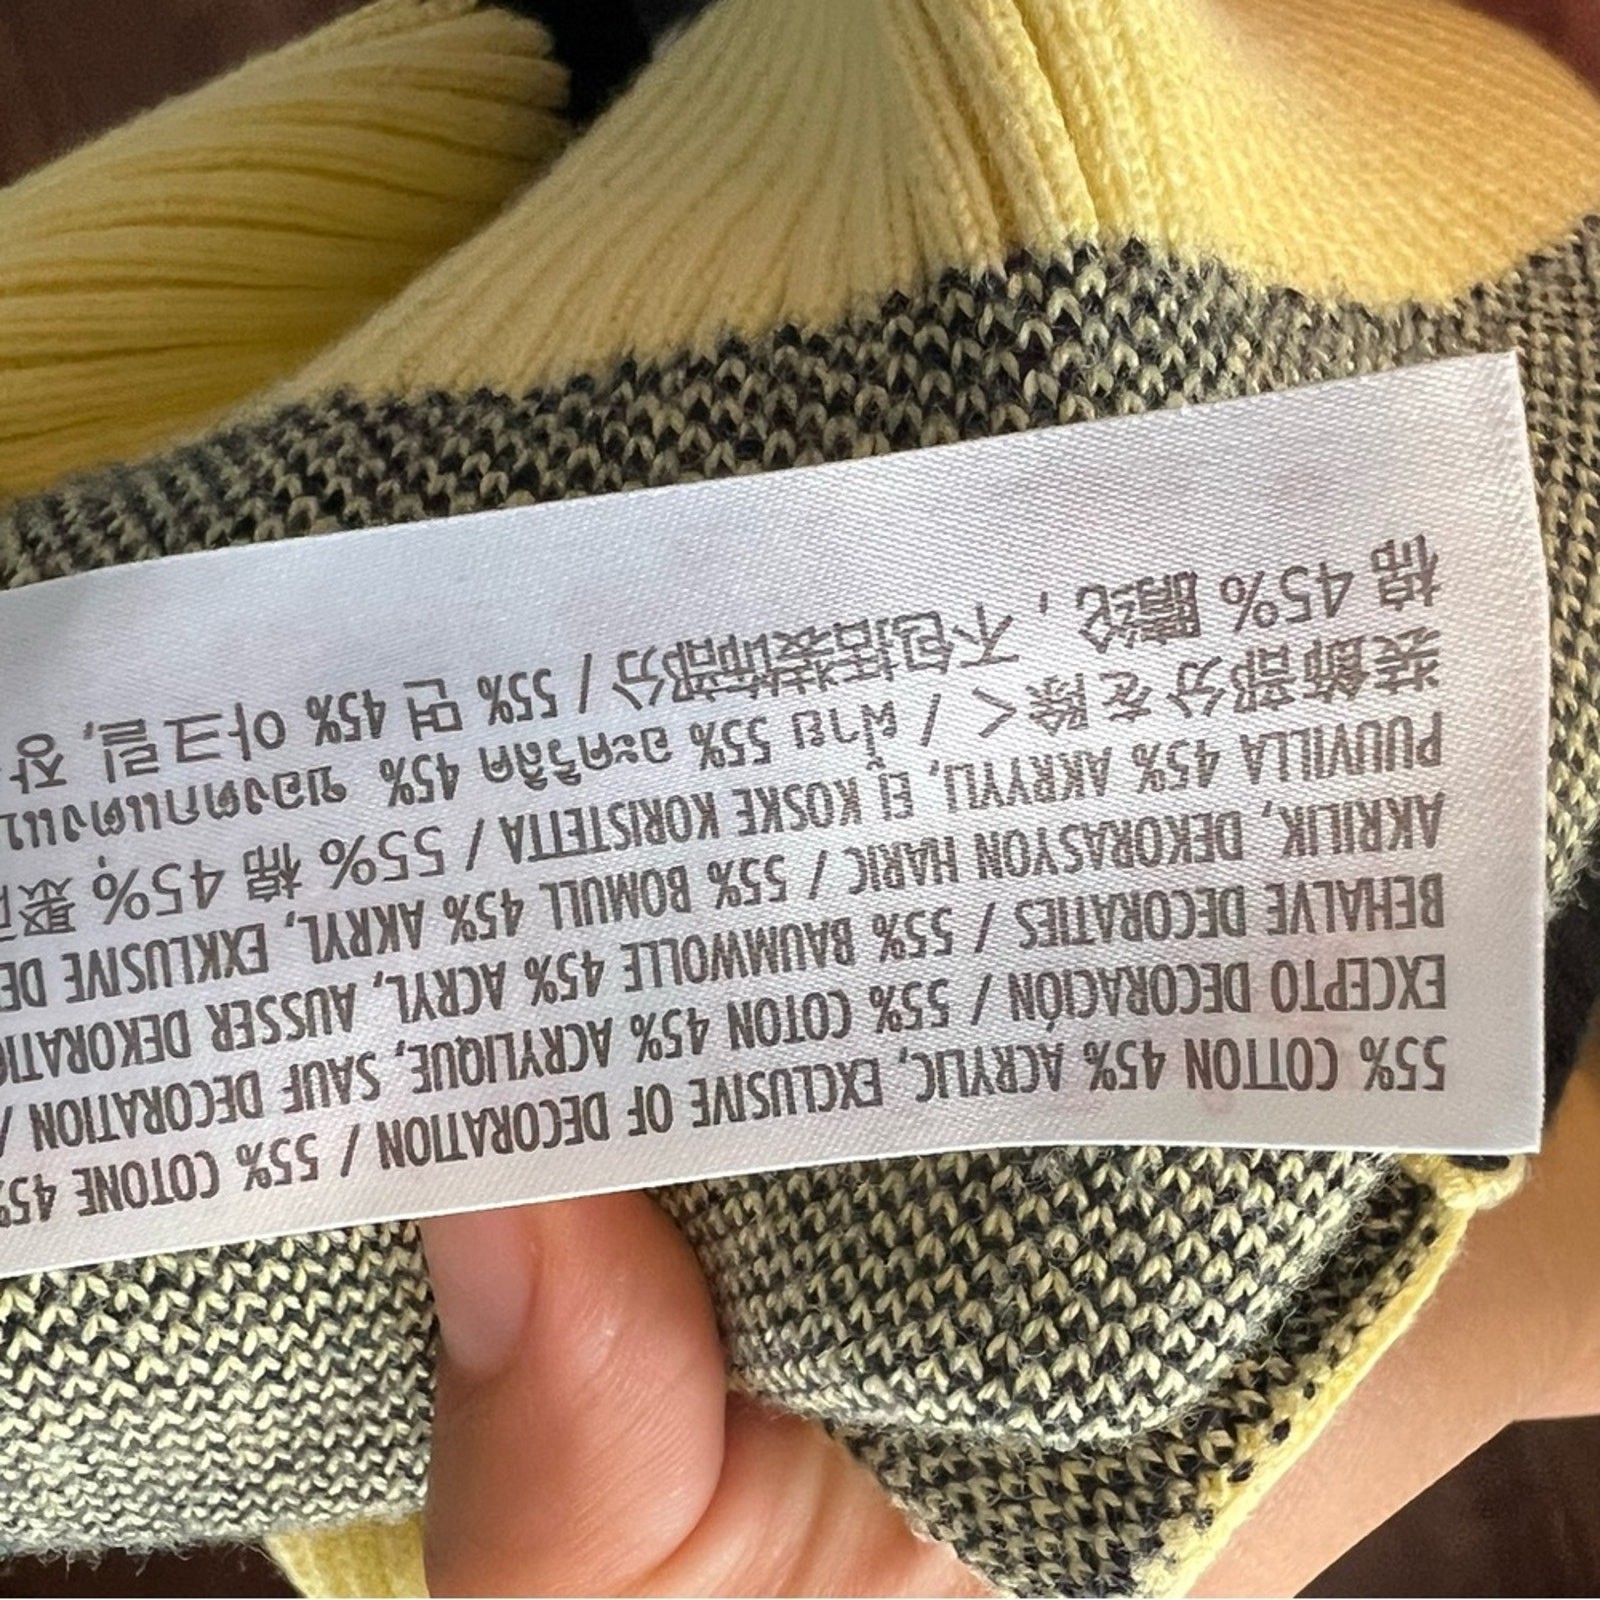 55% COTTON 45% ACRYLIC, EXCLUSIVE OF DECORATION / 55% COTONE 45%
EXCEPTO DECORACIÓN / 55% COTON 45% ACRYLIQUE, SAUF DECORATION /
BEHALVE DECORATIES / 55% BAUMWOLLE 45% ACRYL, AUSSER
AKRILIK, DEKORASYON HARIC / 55% BOMULL 45% AKRYL, EXKLUSIVE
PUUVILLA 45% AKRYYLI, EI KOSKE KORISTEITA / 55% 棉 45%
装飾部分を除く / ฝ้าย 55% อะคริลิค 45%
棉 45% 腈纶，不包括装饰部分 / 55% 면 45% 아크릴,